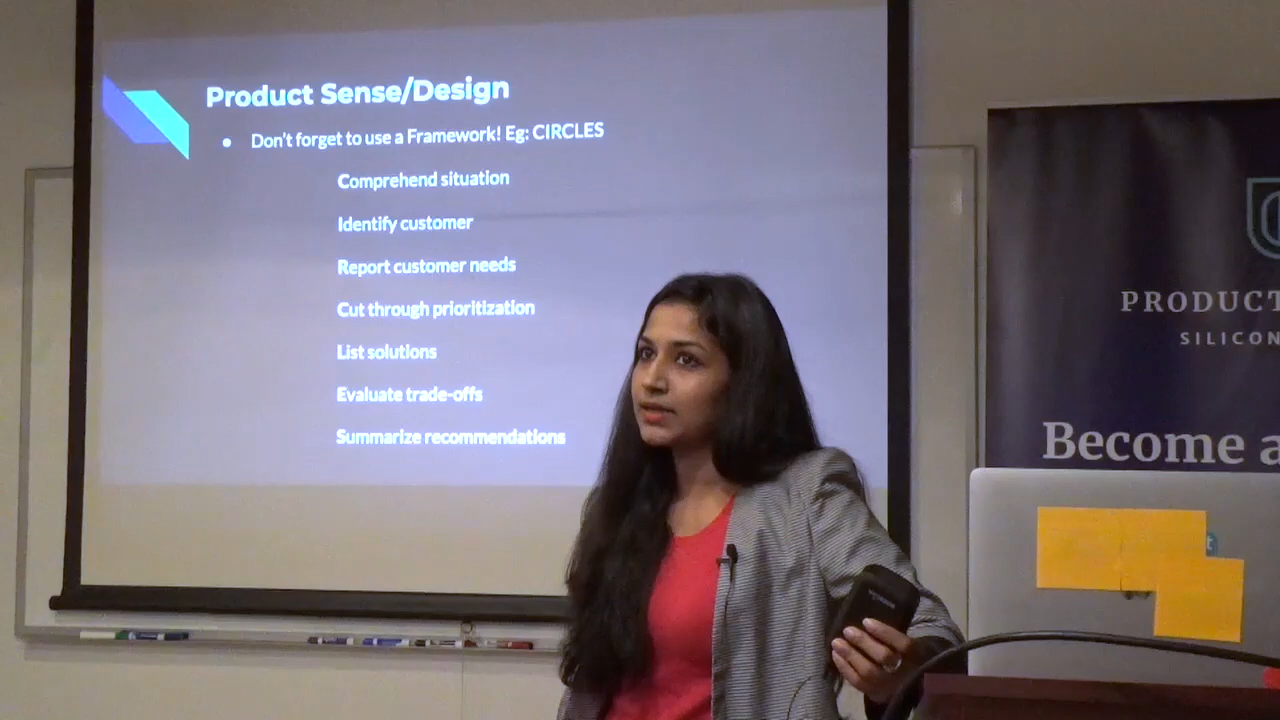 Product Sense/Design
● Don't forget to use a Framework! Eg: CIRCLES
Comprehend situation
Identify customer
Report customer needs
Cut through prioritization
List solutions
Evaluate trade-offs
Summarize recommendations
PRODUCT
SILICON
Become a
t